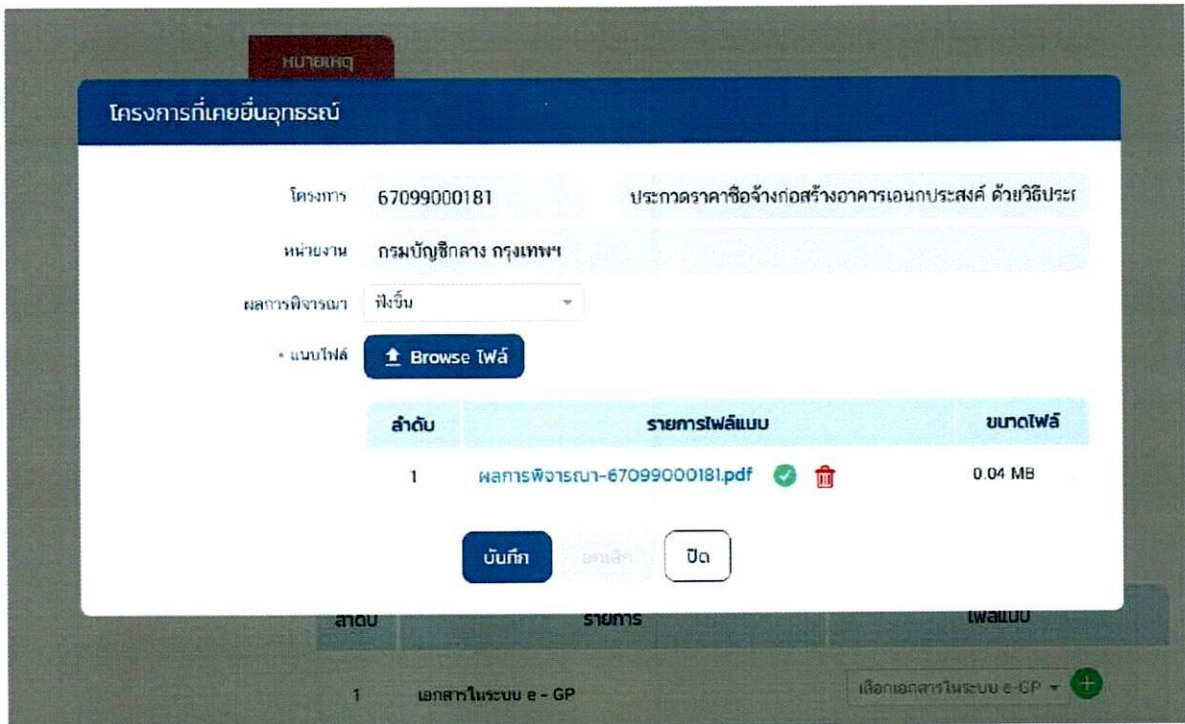 หมายเหตุ
โครงการที่เคยยื่นอุทธรณ์
โครงการ 67099000181 ประกวดราคาซื้อจ้างก่อสร้างอาคารเอนกประสงค์ ด้วยวิธีประก
หน่วยงาน กรมบัญชีกลาง กรุงเทพฯ
ผลการพิจารณา ฟังขึ้น
* แนบไฟล์ Browse ไฟล์
ลำดับ รายการไฟล์แนบ ขนาดไฟล์
1 ผลการพิจารณา-67099000181.pdf 0.04 MB
บันทึก ยกเลิก ปิด
ลำดับ รายการ ไฟล์แนบ
1 เอกสารในระบบ e - GP เลือกเอกสารในระบบ e-GP